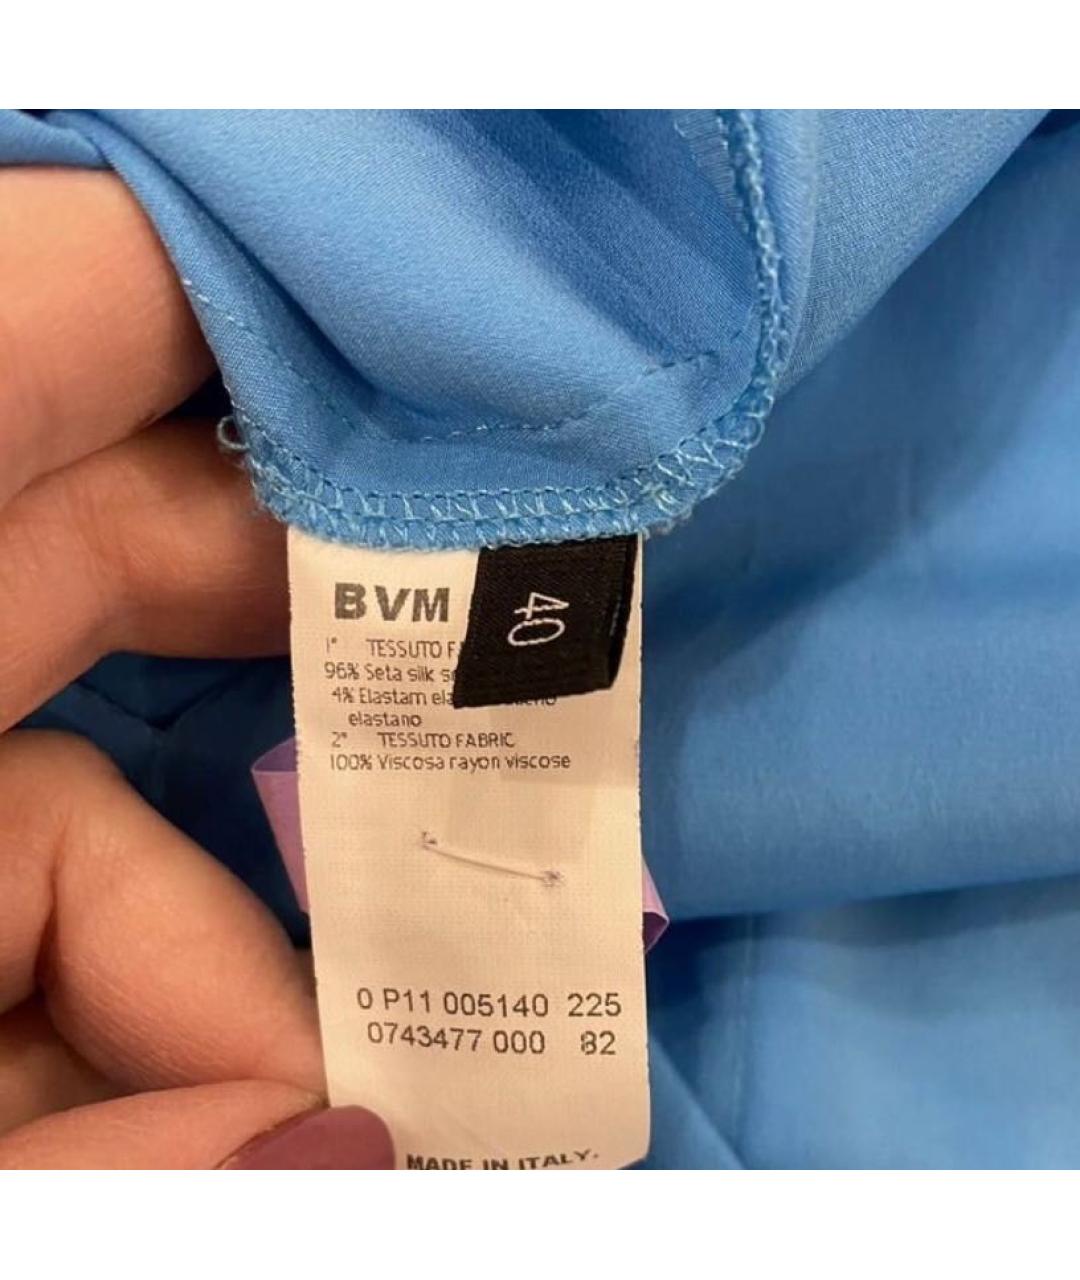 BVM
40
1° TESSUTO
96% Seta silk
4% Elastam
elastano
2° TESSUTO FABRIC
100% Viscosa rayon viscose
0 P11 005140 225
0743477 000 82
MADE IN ITALY.